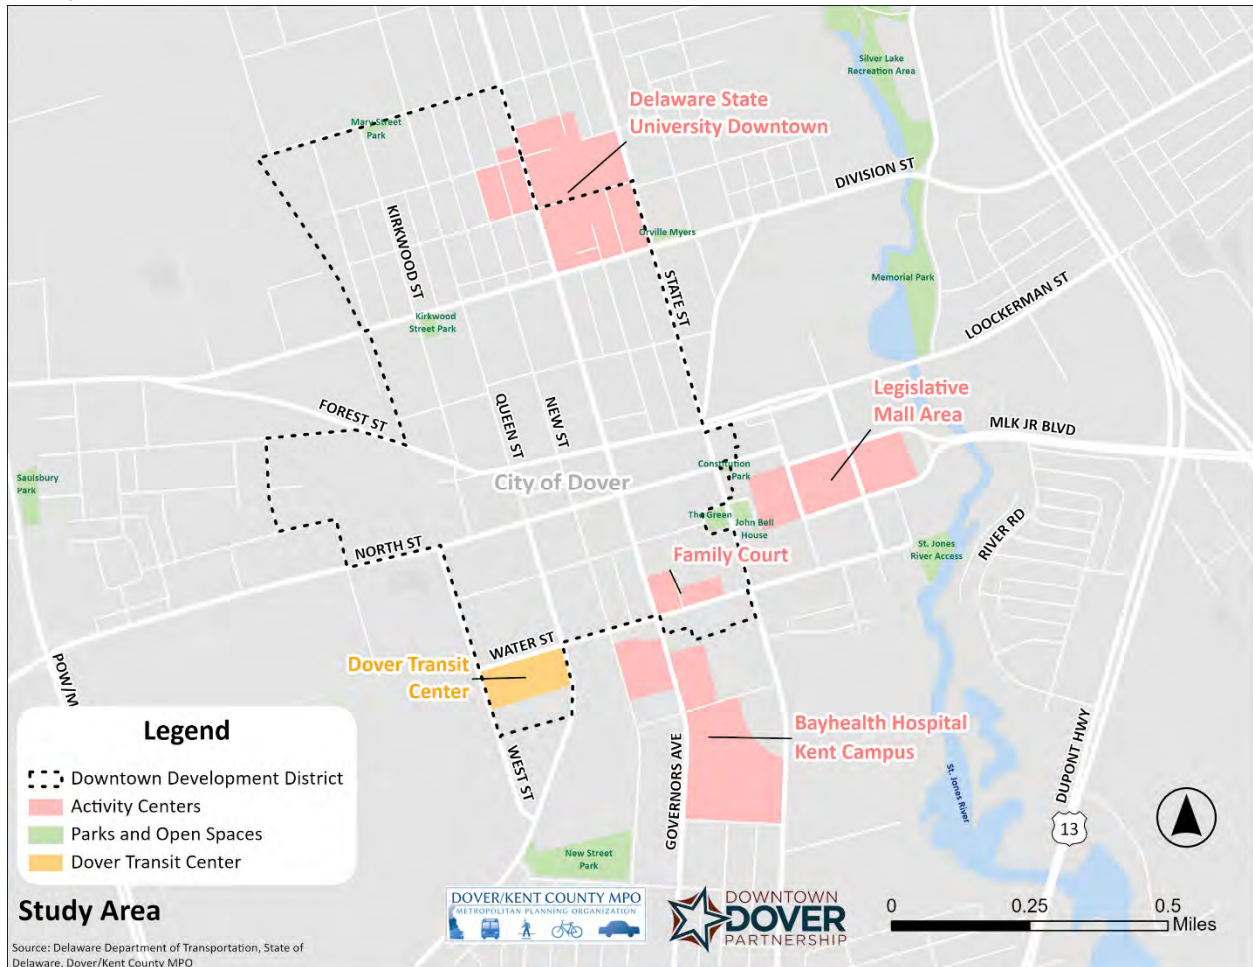 Silver Lake
Recreation Area
Delaware State
University Downtown
Mary Street
Park
DIVISION ST
KIRKWOOD ST
Orville Myers
STATE ST
Memorial Park
LOOCKERMAN ST
Kirkwood
Street Park
Legislative
Mall Area
FOREST ST
QUEEN ST
NEW ST
MLK JR BLVD
Saulsbury
Park
City of Dover
Constitution
Park
The Green
John Bell
House
NORTH ST
Family Court
St. Jones
River Access
RIVER RD
WATER ST
Dover Transit
Center
POW/M
WEST ST
GOVERNORS AVE
Bayhealth Hospital
Kent Campus
St. Jones River
DUPONT HWY
13
New Street
Park
Legend
Downtown Development District
Activity Centers
Parks and Open Spaces
Dover Transit Center
Study Area
Source: Delaware Department of Transportation, State of
Delaware, Dover/Kent County MPO
DOVER/KENT COUNTY MPO
METROPOLITAN PLANNING ORGANIZATION
DOWNTOWN
DOVER
PARTNERSHIP
0 0.25 0.5
Miles